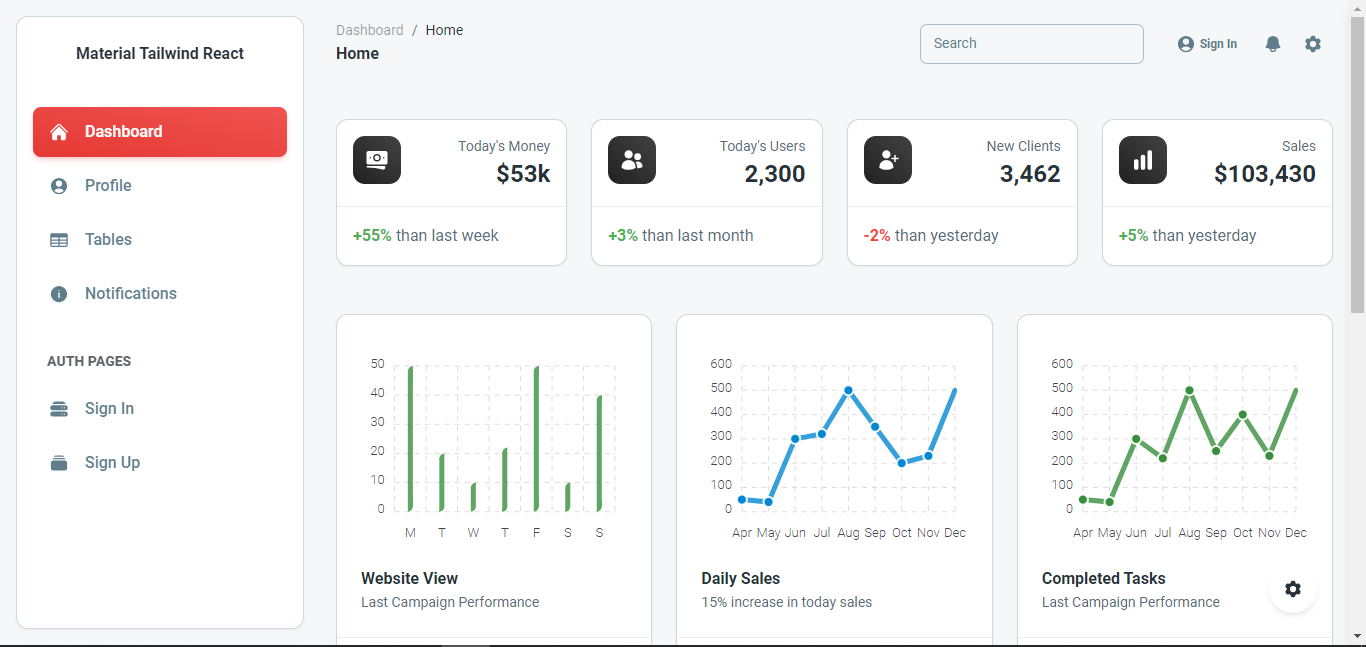 Material Tailwind React
Dashboard
Profile
Tables
Notifications
AUTH PAGES
Sign In
Sign Up
Dashboard / Home
Home
Search
Sign In
Today's Money
$53k
+55% than last week
Today's Users
2,300
+3% than last month
New Clients
3,462
-2% than yesterday
Sales
$103,430
+5% than yesterday
50
40
30
20
10
0
M T W T F S S
Website View
Last Campaign Performance
600
500
400
300
200
100
0
Apr May Jun Jul Aug Sep Oct Nov Dec
Daily Sales
15% increase in today sales
600
500
400
300
200
100
0
Apr May Jun Jul Aug Sep Oct Nov Dec
Completed Tasks
Last Campaign Performance